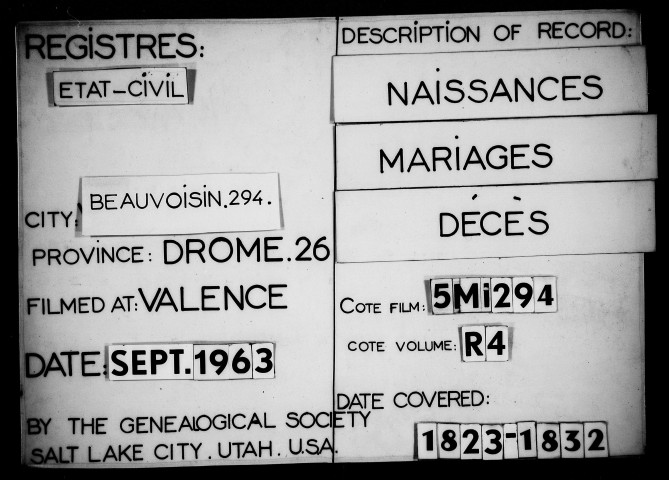 REGiSTRES:
ETAT-CiViL
CITY: BEAUVOiSiN.294.
PROViNCE: DROME.26
FiLMED AT: VALENCE
DATE: SEPT.1963
BY THE GENEALOGICAL SOCIETY
SALT LAKE CITY. UTAH. U.S.A.
DESCRiPTiON OF RECORD:
NAiSSANCES
MARiAGES
DÉCÈS
COTE FILM: 5Mi294
COTE VOLUME: R4
DATE COVERED:
1823-1832